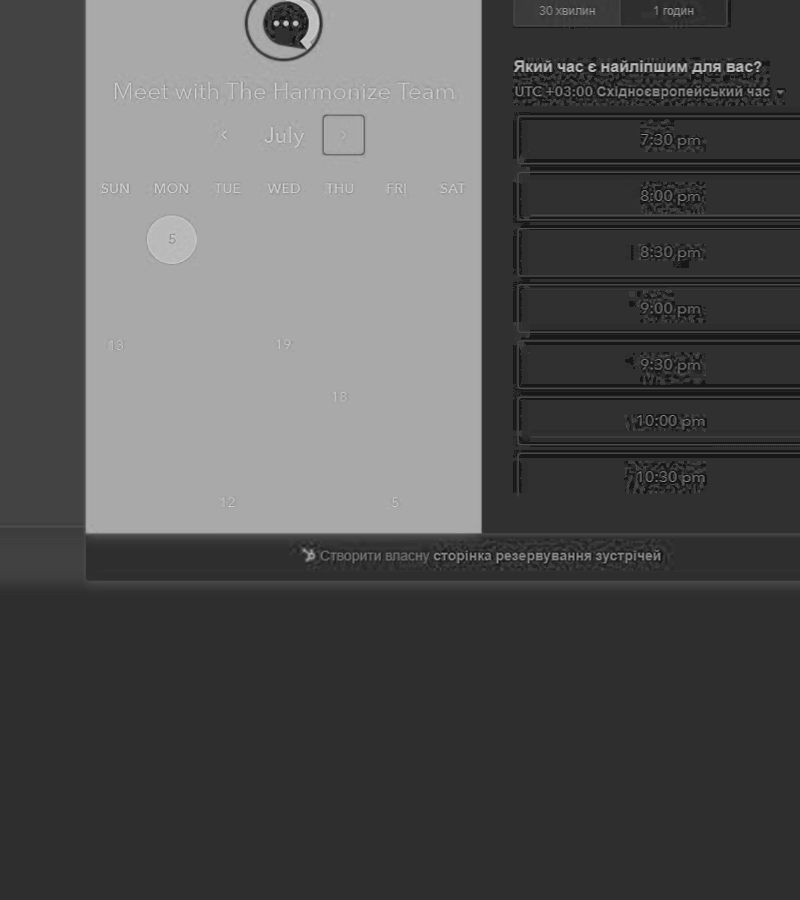 Meet with The Harmonize Team
July
SUN MON TUE WED THU FRI SAT
5
13 19
18
12 5
30 хвилин 1 годин
Який час є найліпшим для вас?
UTC +03:00 Східноєвропейський час
7:30 pm
8:00 pm
8:30 pm
9:00 pm
9:30 pm
10:00 pm
10:30 pm
Створити власну сторінка резервування зустрічей